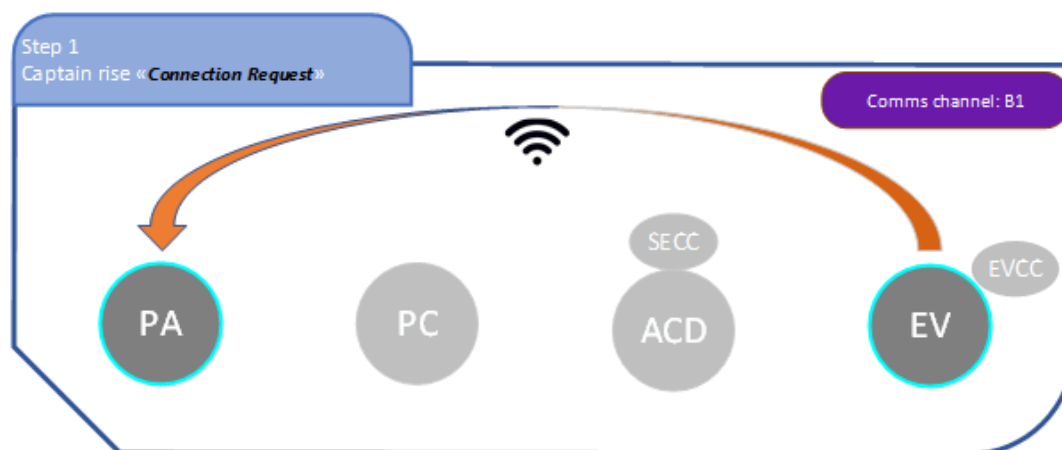 Step 1
Captain rise «Connection Request»
Comms channel: B1
SECC
EVCC
PA
PC
ACD
EV